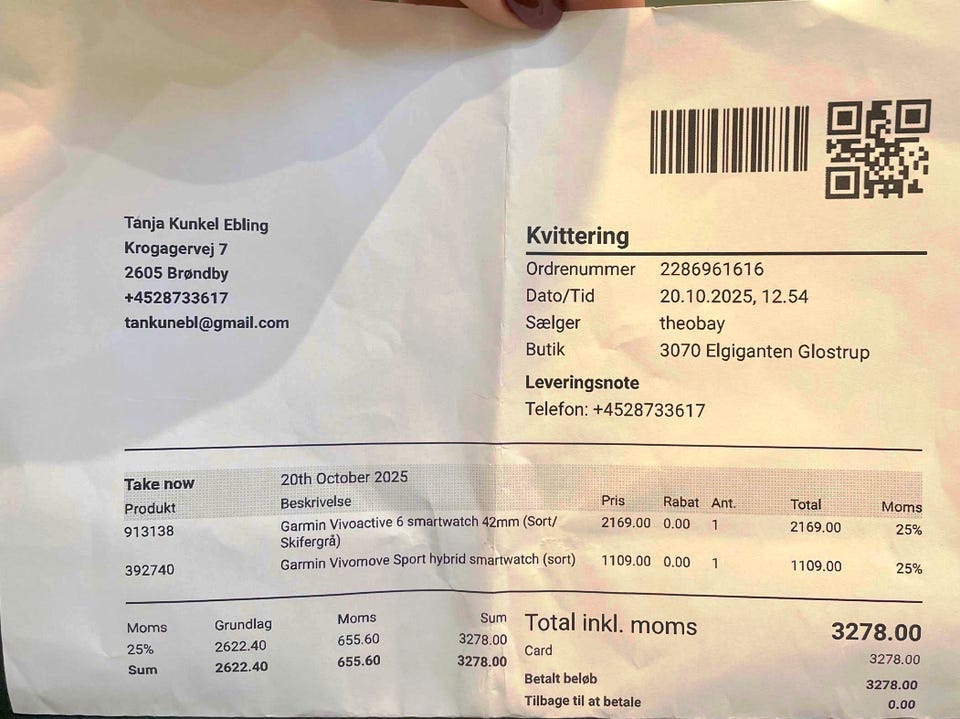 Tanja Kunkel Ebling
Krogagervej 7
2605 Brøndby
+4528733617
tankunebl@gmail.com
Kvittering
Ordrenummer 2286961616
Dato/Tid 20.10.2025, 12.54
Sælger theobay
Butik 3070 Elgiganten Glostrup
Leveringsnote
Telefon: +4528733617
Take now 20th October 2025
Produkt Beskrivelse Pris Rabat Ant. Total Moms
913138 Garmin Vivoactive 6 smartwatch 42mm (Sort/ 2169.00 0.00 1 2169.00 25%
Skifergrå)
392740 Garmin Vivomove Sport hybrid smartwatch (sort) 1109.00 0.00 1 1109.00 25%
Moms Grundlag Moms Sum
25% 2622.40 655.60 3278.00
Sum 2622.40 655.60 3278.00
Total inkl. moms 3278.00
Card 3278.00
Betalt beløb 3278.00
Tilbage til at betale 0.00